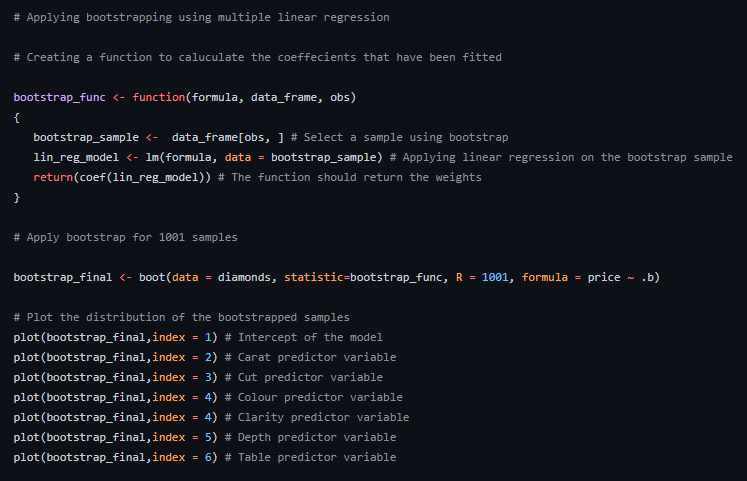 # Applying bootstrapping using multiple linear regression
# Creating a function to caluculate the coeffecients that have been fitted
bootstrap_func <- function(formula, data_frame, obs)
{
bootstrap_sample <-  data_frame[obs, ] # Select a sample using bootstrap
lin_reg_model <- lm(formula, data = bootstrap_sample) # Applying linear regression on the bootstrap sample
return(coef(lin_reg_model)) # The function should return the weights
}
# Apply bootstrap for 1001 samples
bootstrap_final <- boot(data = diamonds, statistic=bootstrap_func, R = 1001, formula = price ~ .b)
# Plot the distribution of the bootstrapped samples
plot(bootstrap_final,index = 1) # Intercept of the model
plot(bootstrap_final,index = 2) # Carat predictor variable
plot(bootstrap_final,index = 3) # Cut predictor variable
plot(bootstrap_final,index = 4) # Colour predictor variable
plot(bootstrap_final,index = 4) # Clarity predictor variable
plot(bootstrap_final,index = 5) # Depth predictor variable
plot(bootstrap_final,index = 6) # Table predictor variable